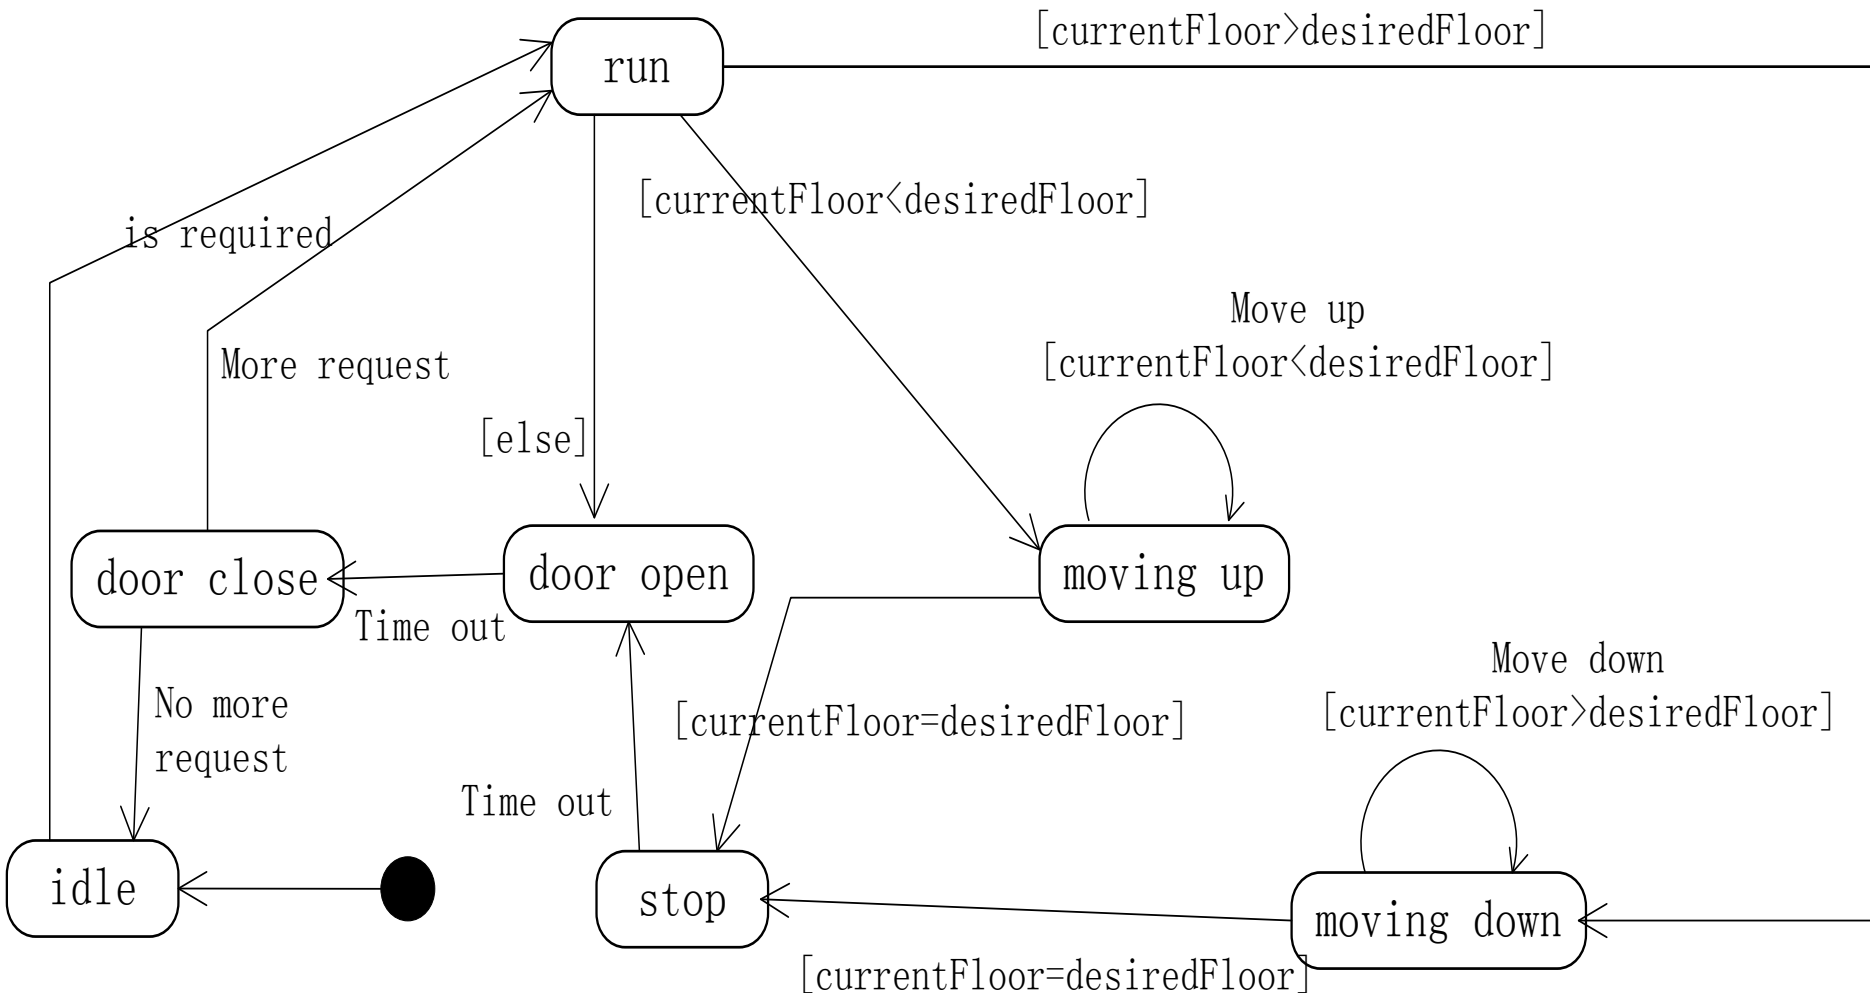 [currentFloor>desiredFloor]
run
[currentFloor<desiredFloor]
is required
Move up
[currentFloor<desiredFloor]
More request
[else]
door close
door open
moving up
Time out
Move down
[currentFloor>desiredFloor]
No more
request
[currentFloor=desiredFloor]
Time out
idle
stop
moving down
[currentFloor=desiredFloor]